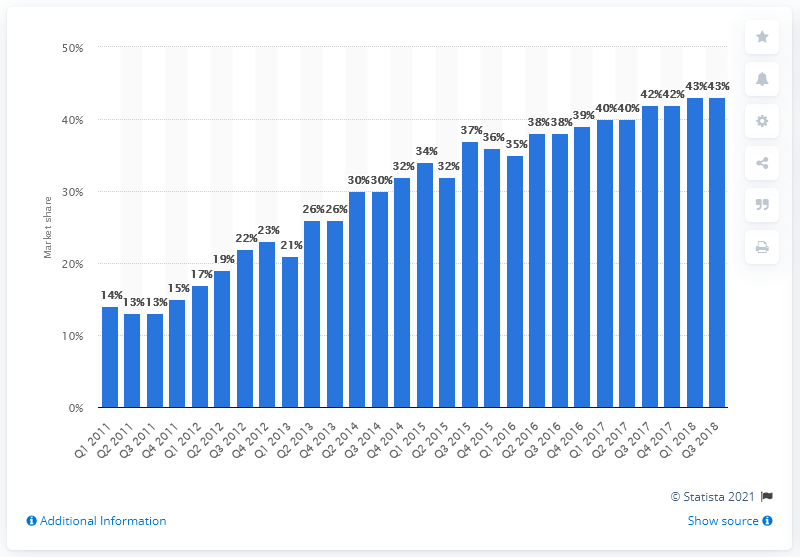 50%
40%
30%
20%
10%
0%
Market share
14% 13% 13% 15% 17% 19% 22% 23% 21% 26% 26% 30% 30% 32% 34% 32% 37% 36% 35% 38% 38% 39% 40% 40% 42% 42% 43% 43%
Q1 2011
Q2 2011
Q3 2011
Q4 2011
Q1 2012
Q2 2012
Q3 2012
Q4 2012
Q1 2013
Q2 2013
Q4 2013
Q2 2014
Q3 2014
Q4 2014
Q1 2015
Q2 2015
Q3 2015
Q4 2015
Q1 2016
Q2 2016
Q3 2016
Q4 2016
Q1 2017
Q2 2017
Q3 2017
Q4 2017
Q1 2018
Q3 2018
© Statista 2021
Additional Information
Show source